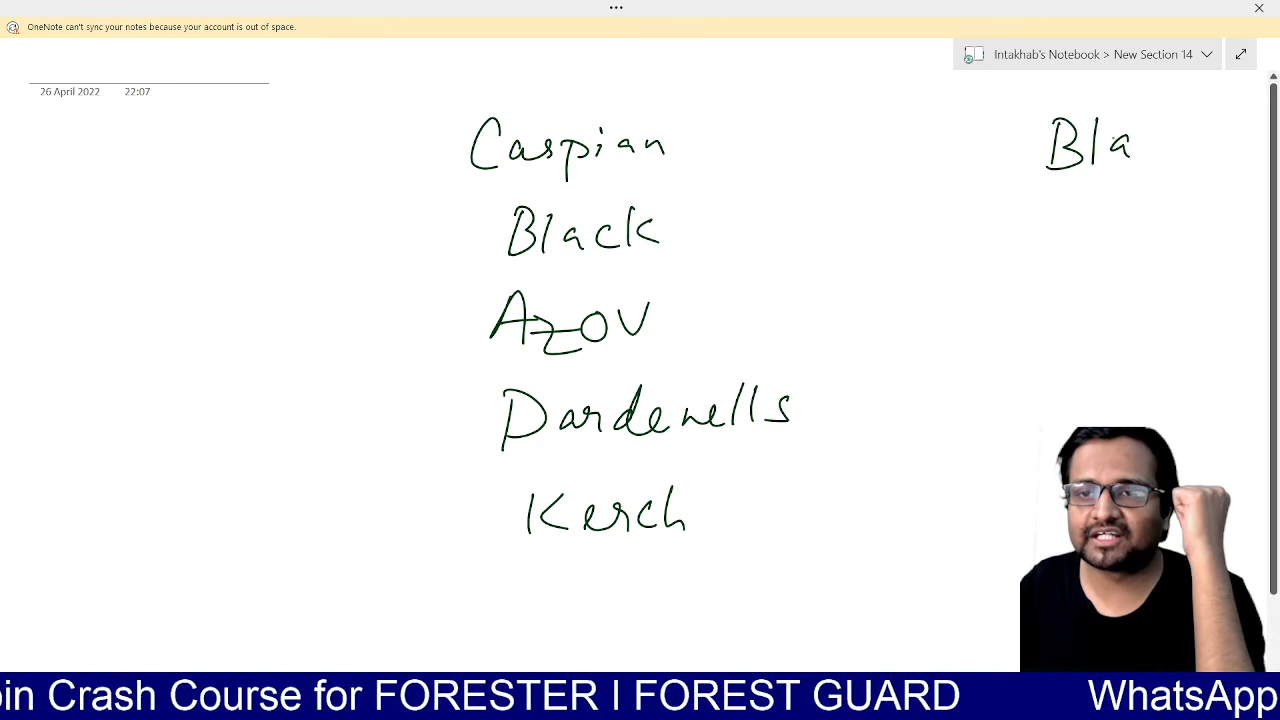 OneNote can't sync your notes because your account is out of space.
Intakhab's Notebook > New Section 14
26 April 2022 22:07
Caspian
Bla
Black
Azov
Dardenells
Kerch
oin Crash Course for FORESTER I FOREST GUARD WhatsApp